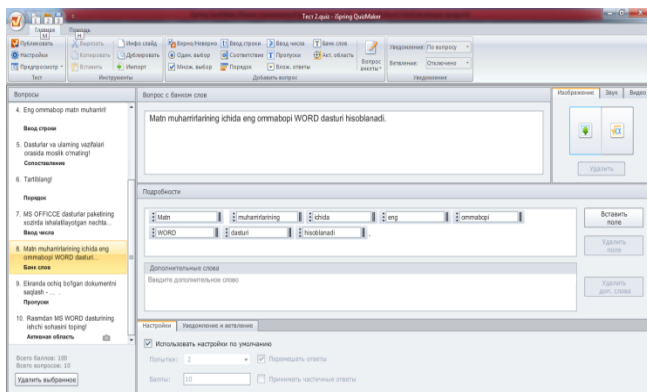 Тест 2.quiz - iSpring QuizMaker
Главная Помощь
Публиковать
Настройки
Предпросмотр
Тест
Вырезать
Копировать
Вставить
Инфо слайд
Дублировать
Импорт
Инструменты
Верно/Неверно
Один. выбор
Множ. выбор
Ввод строки
Соответствие
Порядок
Ввод числа
Пропуски
Влож. ответы
Банк слов
Акт. область
Вопрос анкеты
Добавить вопрос
Уведомление: По вопросу
Ветвление: Отключено
Уведомление
Вопросы
4. Eng ommabop matn muharriri!
Ввод строки
5. Dasturlar va ularning vazifalari
orasida moslik o'rnating!
Сопоставление
6. Tartiblang!
Порядок
7. MS OFFICCE dasturlar paketining
xozirda ishalatilayotgan nechta...
Ввод числа
8. Matn muharrirlarining ichida eng
ommabopi WORD dasturi...
Банк слов
9. Ekranda ochiq bo'lgan dokumentni
saqlash - ... .
Пропуски
10. Rasmdan MS WORD dasturining
ishchi sohasini toping!
Активная область
Всего баллов: 100
Всего вопросов: 10
Удалить выбранное
Вопрос с банком слов
Matn muharrirlarining ichida eng ommabopi WORD dasturi hisoblanadi.
Изображение Звук Видео
Удалить
Подробности
Matn muharrirlarining ichida eng ommabopi
WORD dasturi hisoblanadi .
Вставить
поле
Удалить
поле
Дополнительные слова
Введите дополнительное слово
Удалить
доп. слова
Настройки Уведомление и ветвление
Использовать настройки по умолчанию
Попытки: 2 Перемешать ответы
Баллы: 10 Принимать частичные ответы